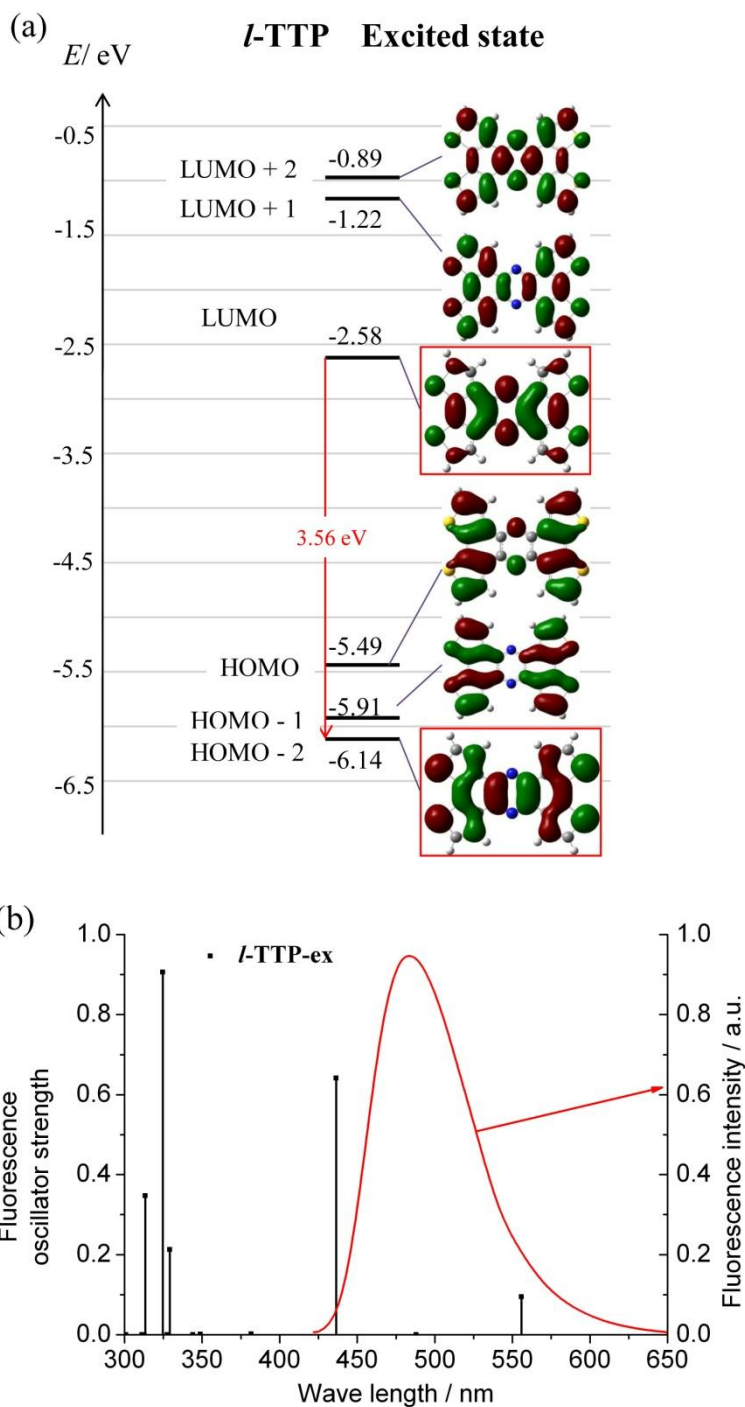 (a)
l-TTP Excited state
E/ eV
-0.5
-1.5
-2.5
-3.5
-4.5
-5.5
-6.5
LUMO + 2
-0.89
LUMO + 1
-1.22
LUMO
-2.58
3.56 eV
-5.49
HOMO
-5.91
HOMO - 1
HOMO - 2
-6.14
(b)
l-TTP-ex
Fluorescence
oscillator strength
1.0
0.8
0.6
0.4
0.2
0.0
300
350
400
450
500
550
600
650
Wave length / nm
1.0
0.8
0.6
0.4
0.2
0.0
Fluorescence intensity / a.u.